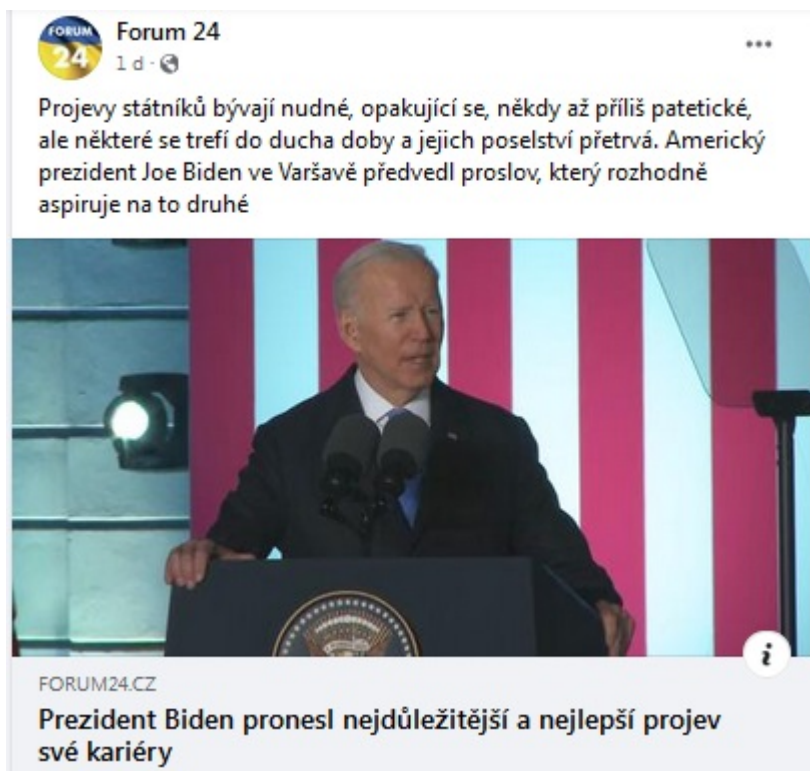 FORUM
24
Forum 24
1 d ·
Projevy státníků bývají nudné, opakující se, někdy až příliš patetické,
ale některé se trefí do ducha doby a jejich poselství přetrvá. Americký
prezident Joe Biden ve Varšavě předvedl proslov, který rozhodně
aspiruje na to druhé
FORUM24.CZ
Prezident Biden pronesl nejdůležitější a nejlepší projev
své kariéry